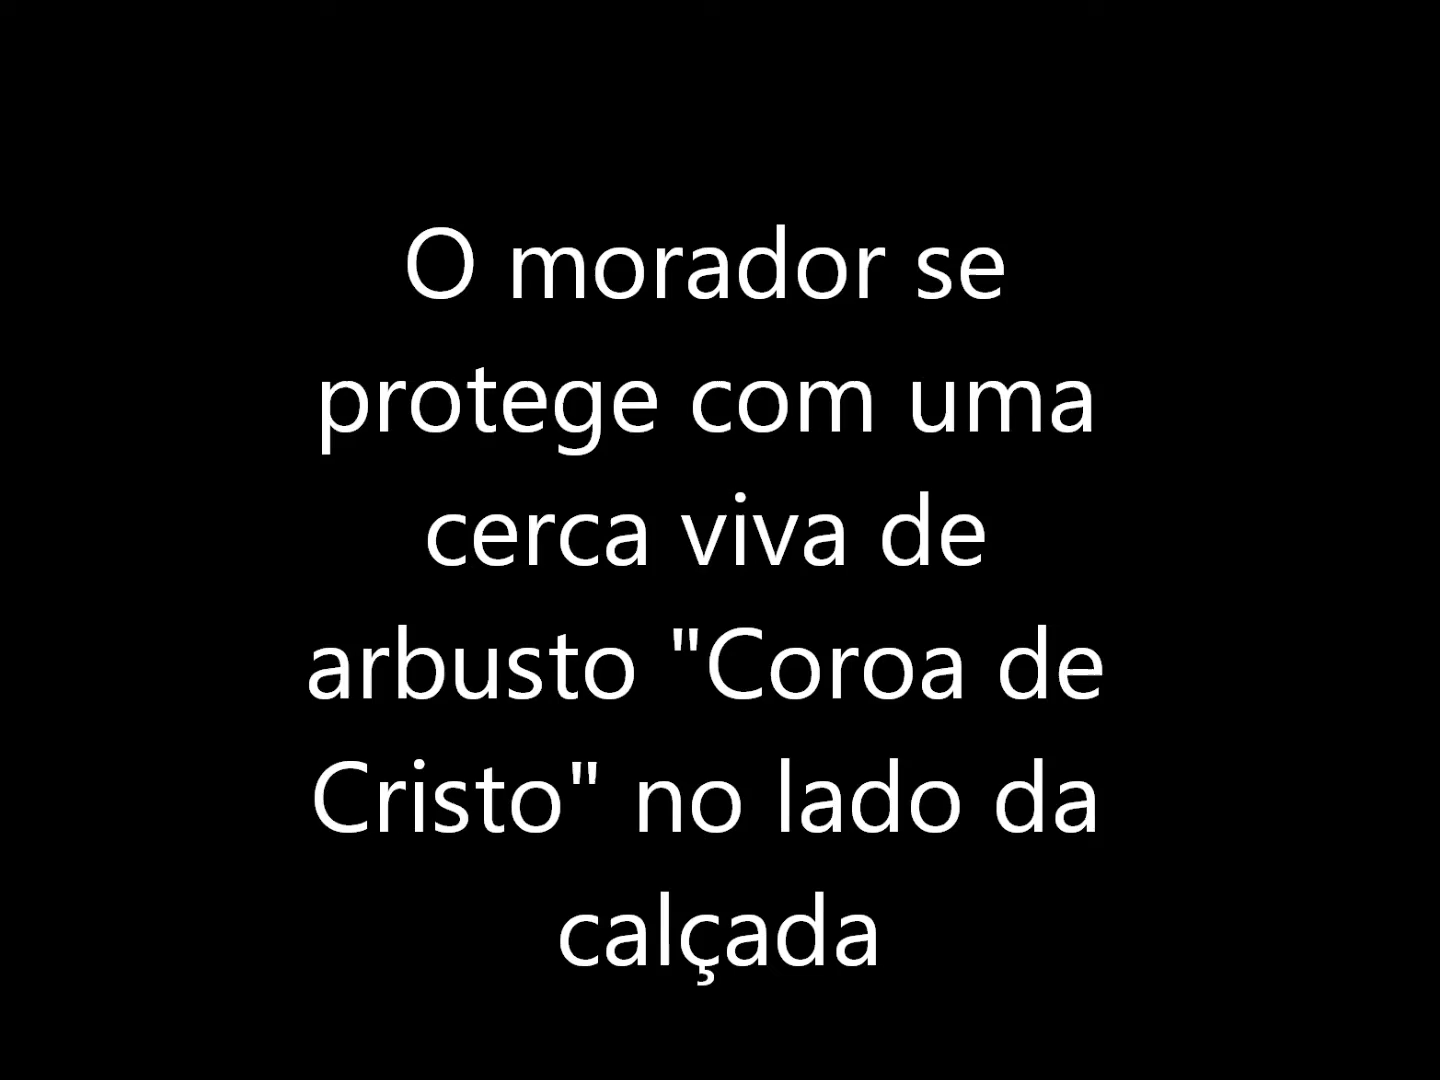 O morador se
protege com uma
cerca viva de
arbusto "Coroa de
Cristo" no lado da
calçada